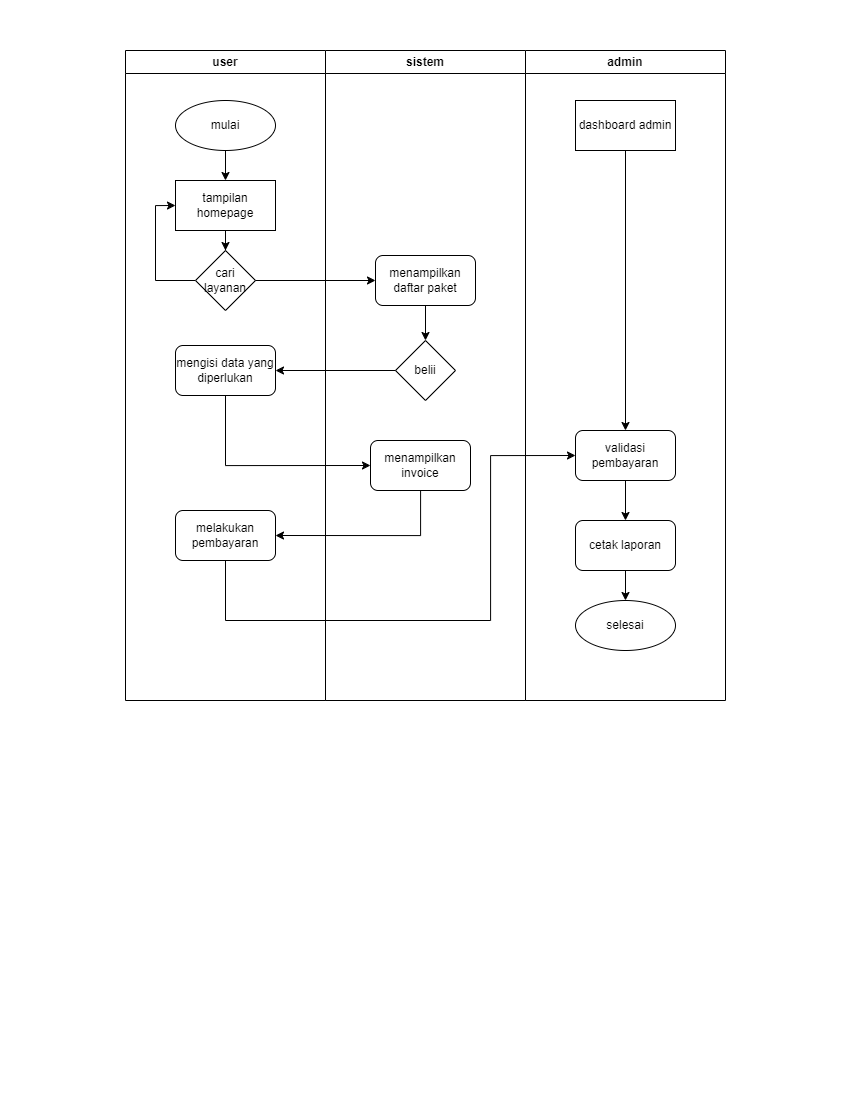 user
sistem
admin
mulai
dashboard admin
tampilan
homepage
cari
layanan
menampilkan
daftar paket
mengisi data yang
diperlukan
belii
menampilkan
invoice
validasi
pembayaran
melakukan
pembayaran
cetak laporan
selesai